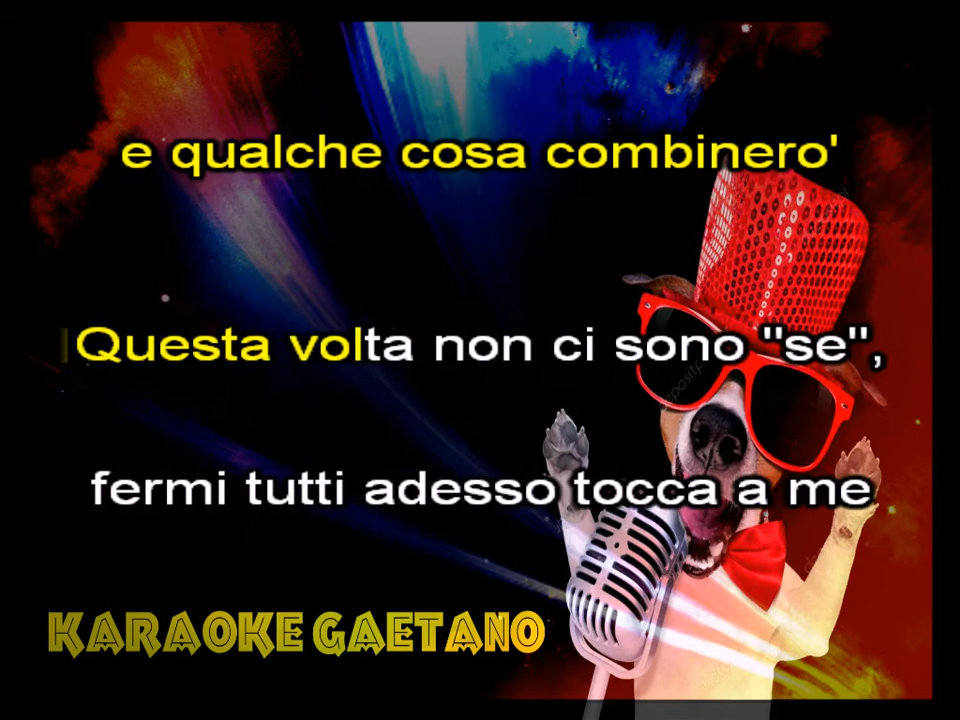 e qualche cosa combinero'
Questa volta non ci sono "se",
fermi tutti adesso tocca a me
KARAOKE GAETANO